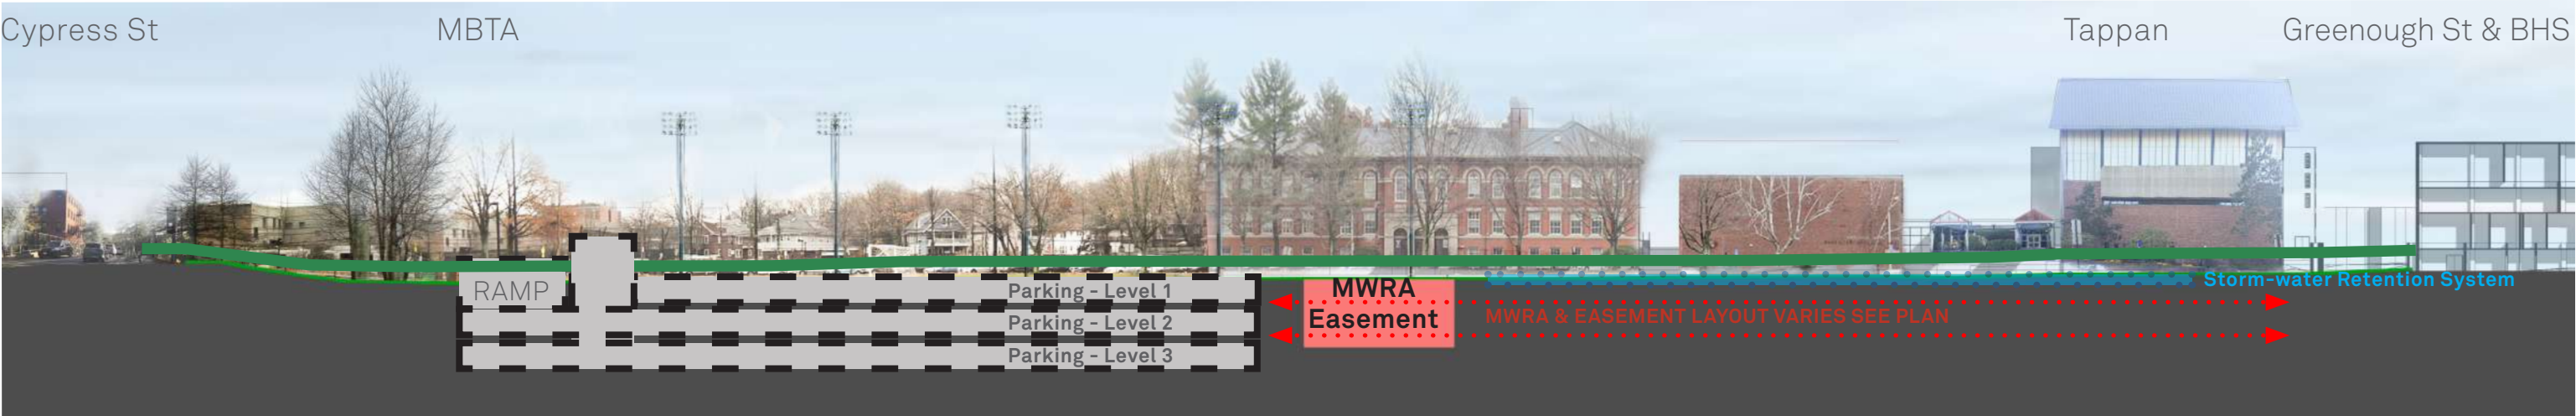 Cypress St
MBTA
Tappan
Greenough St & BHS
RAMP
Parking - Level 1
Parking - Level 2
Parking - Level 3
MWRA
Easement
MWRA & EASEMENT LAYOUT VARIES SEE PLAN
Storm-water Retention System